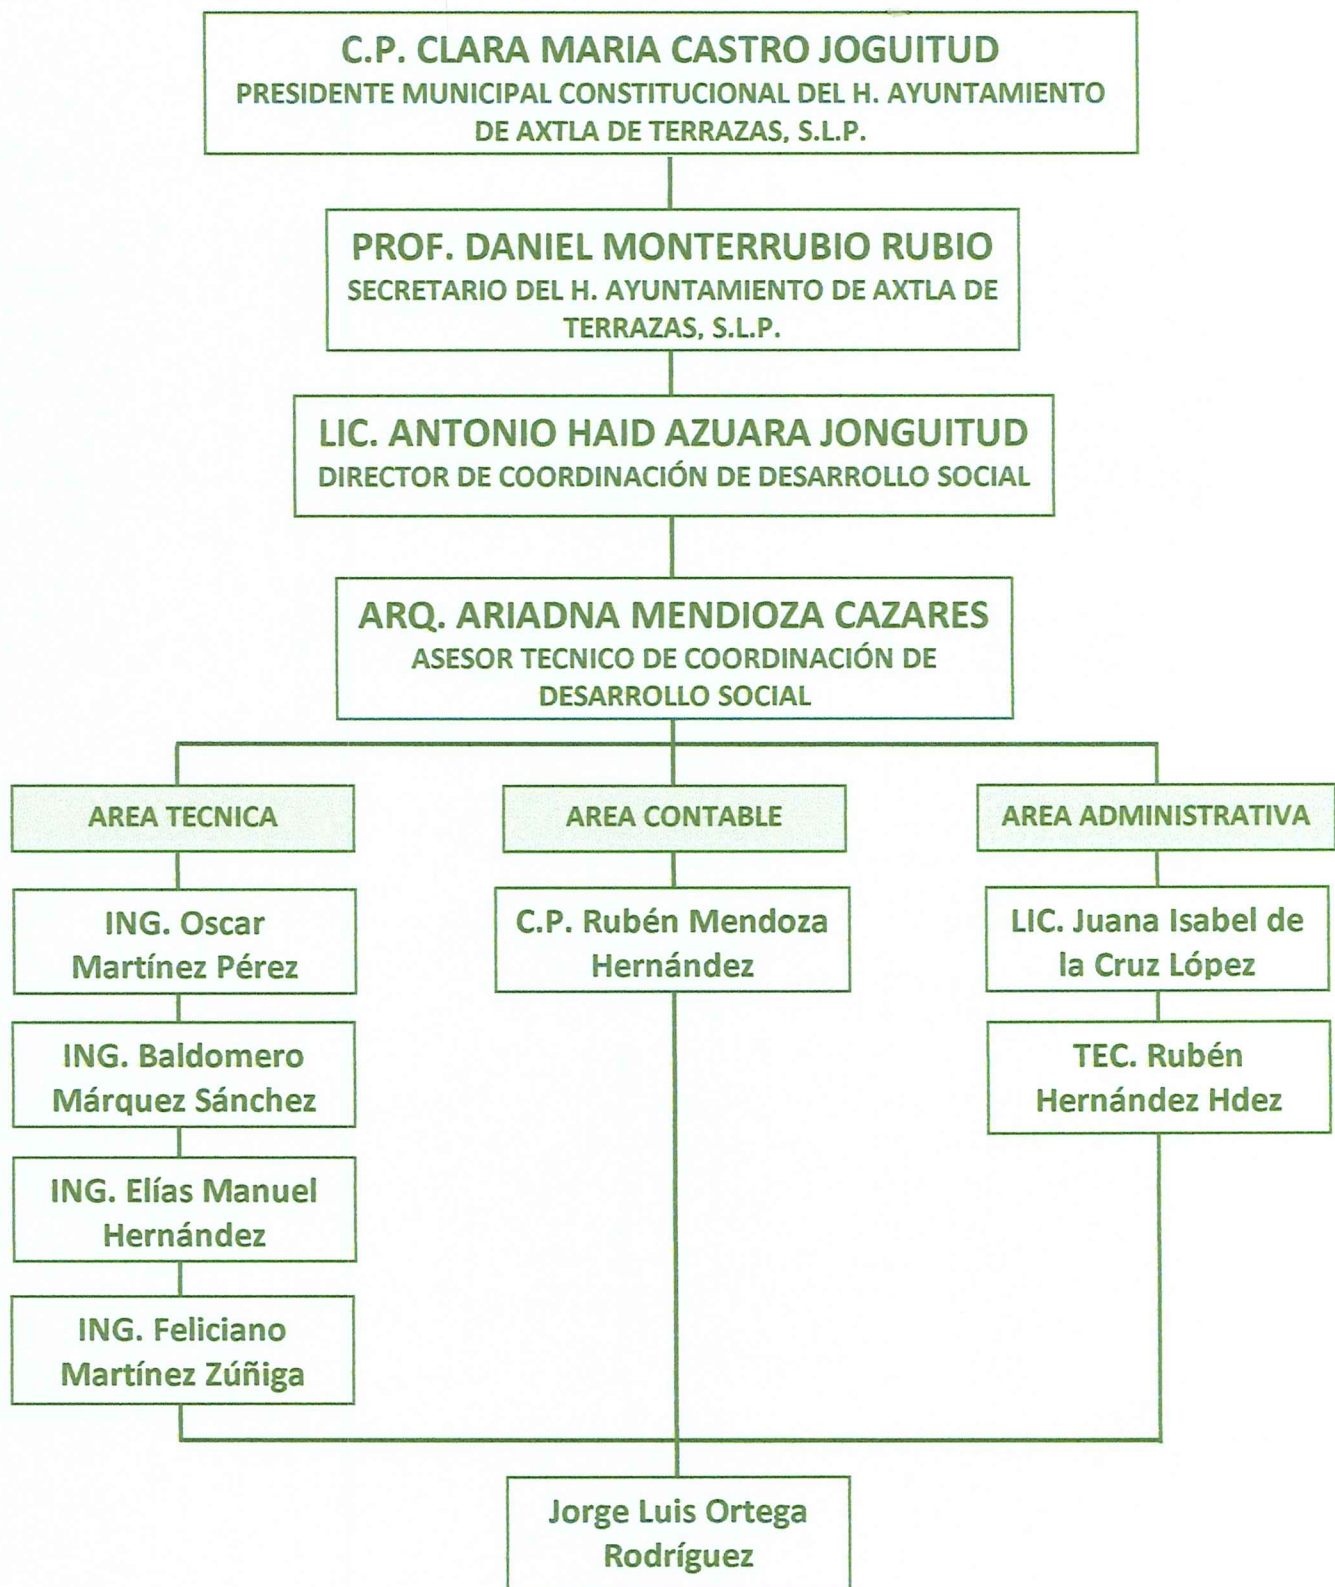 C.P. CLARA MARIA CASTRO JOGUITUD
PRESIDENTE MUNICIPAL CONSTITUCIONAL DEL H. AYUNTAMIENTO
DE AXTLA DE TERRAZAS, S.L.P.
PROF. DANIEL MONTERRUBIO RUBIO
SECRETARIO DEL H. AYUNTAMIENTO DE AXTLA DE
TERRAZAS, S.L.P.
LIC. ANTONIO HAID AZUARA JONGUITUD
DIRECTOR DE COORDINACIÓN DE DESARROLLO SOCIAL
ARQ. ARIADNA MENDIOZA CAZARES
ASESOR TECNICO DE COORDINACIÓN DE
DESARROLLO SOCIAL
AREA TECNICA
ING. Oscar
Martínez Pérez
ING. Baldomero
Márquez Sánchez
ING. Elías Manuel
Hernández
ING. Feliciano
Martínez Zúñiga
AREA CONTABLE
C.P. Rubén Mendoza
Hernández
AREA ADMINISTRATIVA
LIC. Juana Isabel de
la Cruz López
TEC. Rubén
Hernández Hdez
Jorge Luis Ortega
Rodríguez